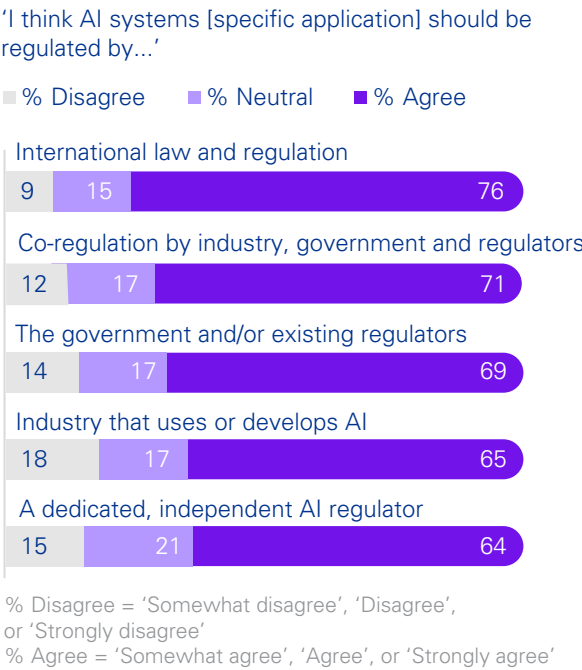 ‘I think AI systems [specific application] should be
regulated by...’
% Disagree % Neutral % Agree
International law and regulation
9 15 76
Co-regulation by industry, government and regulators
12 17 71
The government and/or existing regulators
14 17 69
Industry that uses or develops AI
18 17 65
A dedicated, independent AI regulator
15 21 64
% Disagree = ‘Somewhat disagree’, ‘Disagree’,
or ‘Strongly disagree’
% Agree = ‘Somewhat agree’, ‘Agree’, or ‘Strongly agree’